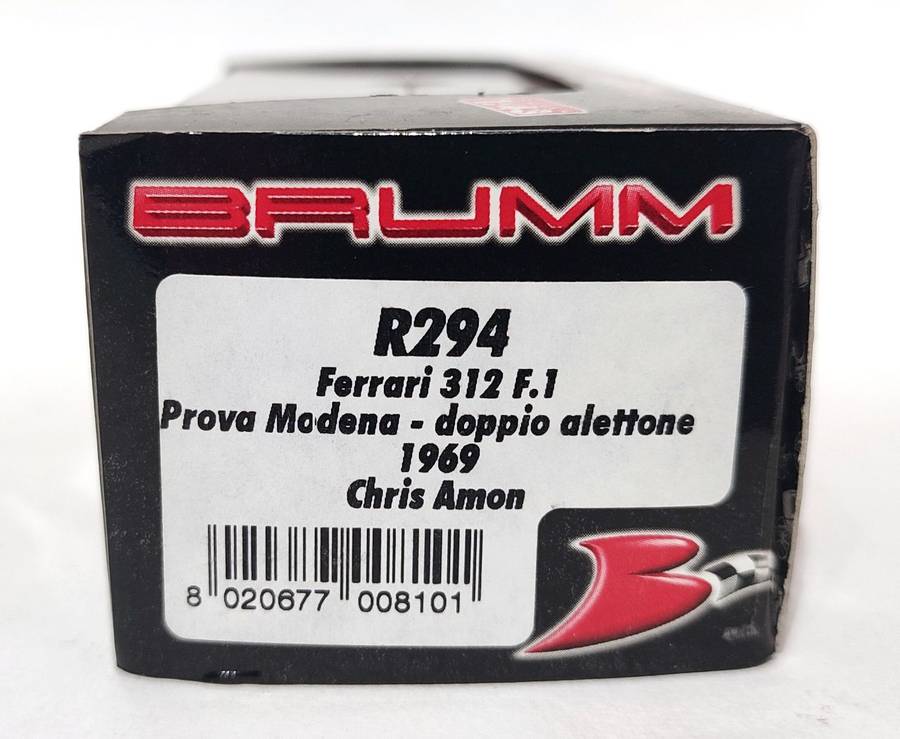 BRUMM
R294
Ferrari 312 F.1
Prova Modena - doppio alettone
1969
Chris Amon
8 020677 008101